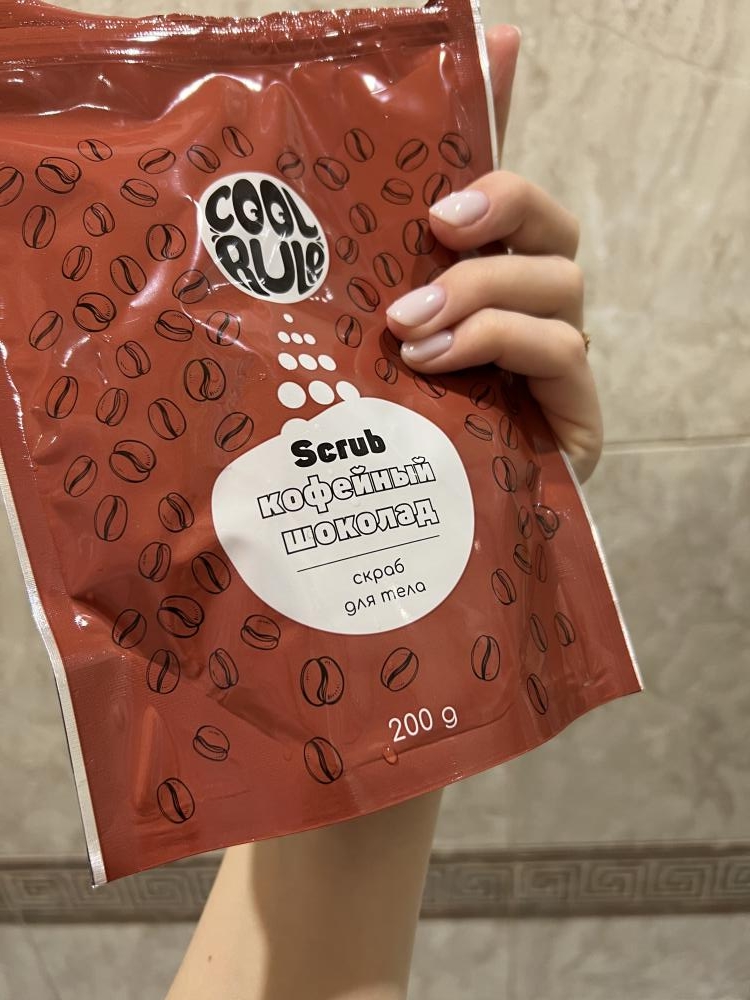 COOL
RULE
Scrub
кофейный
шоколад
скраб
для тела
200 g